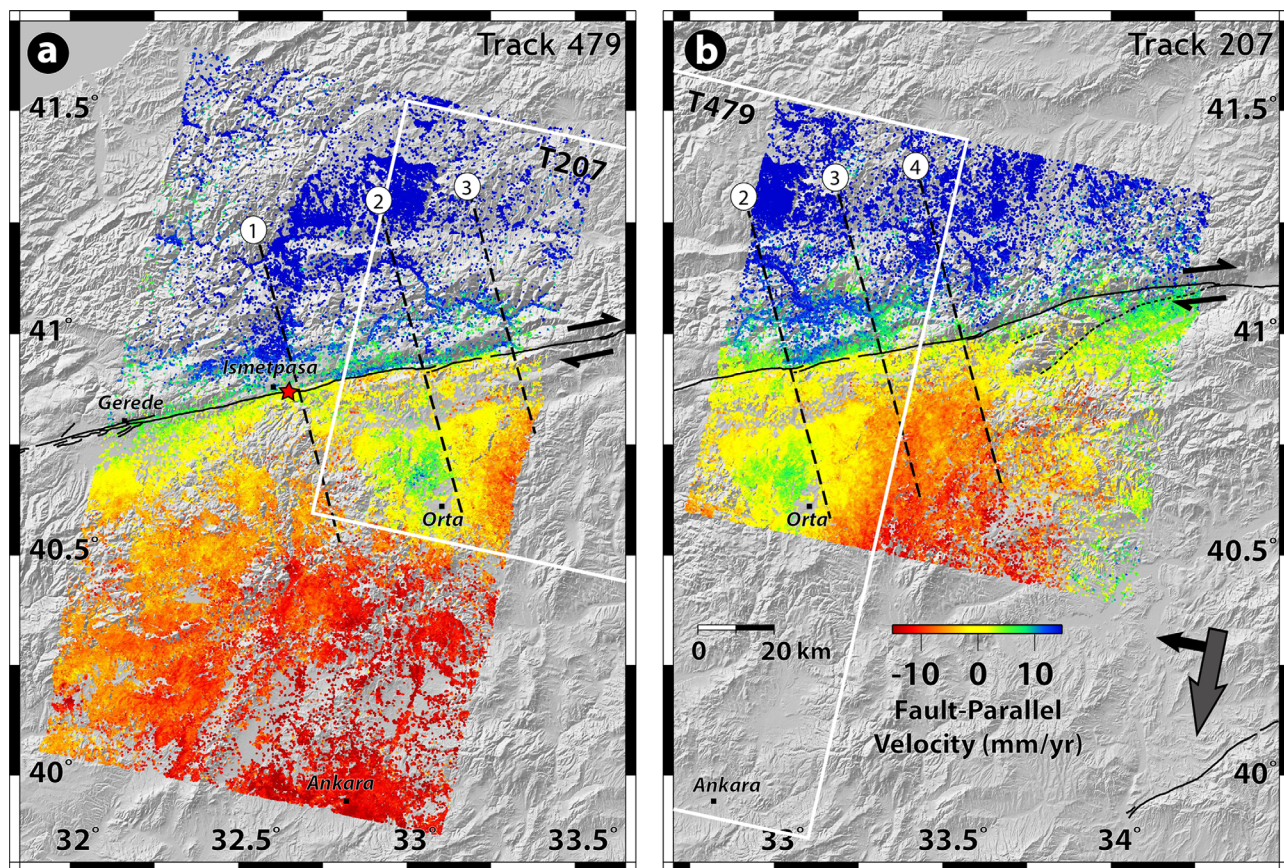 a
Track 479
41.5°
T207
1
2
3
41°
Ismetpasa
Gerede
Orta
40.5°
40°
Ankara
32°
32.5°
33°
33.5°
b
Track 207
T479
41.5°
2
3
4
41°
Orta
40.5°
0 20 km
-10 0 10
Fault-Parallel
Velocity (mm/yr)
Ankara
40°
33°
33.5°
34°